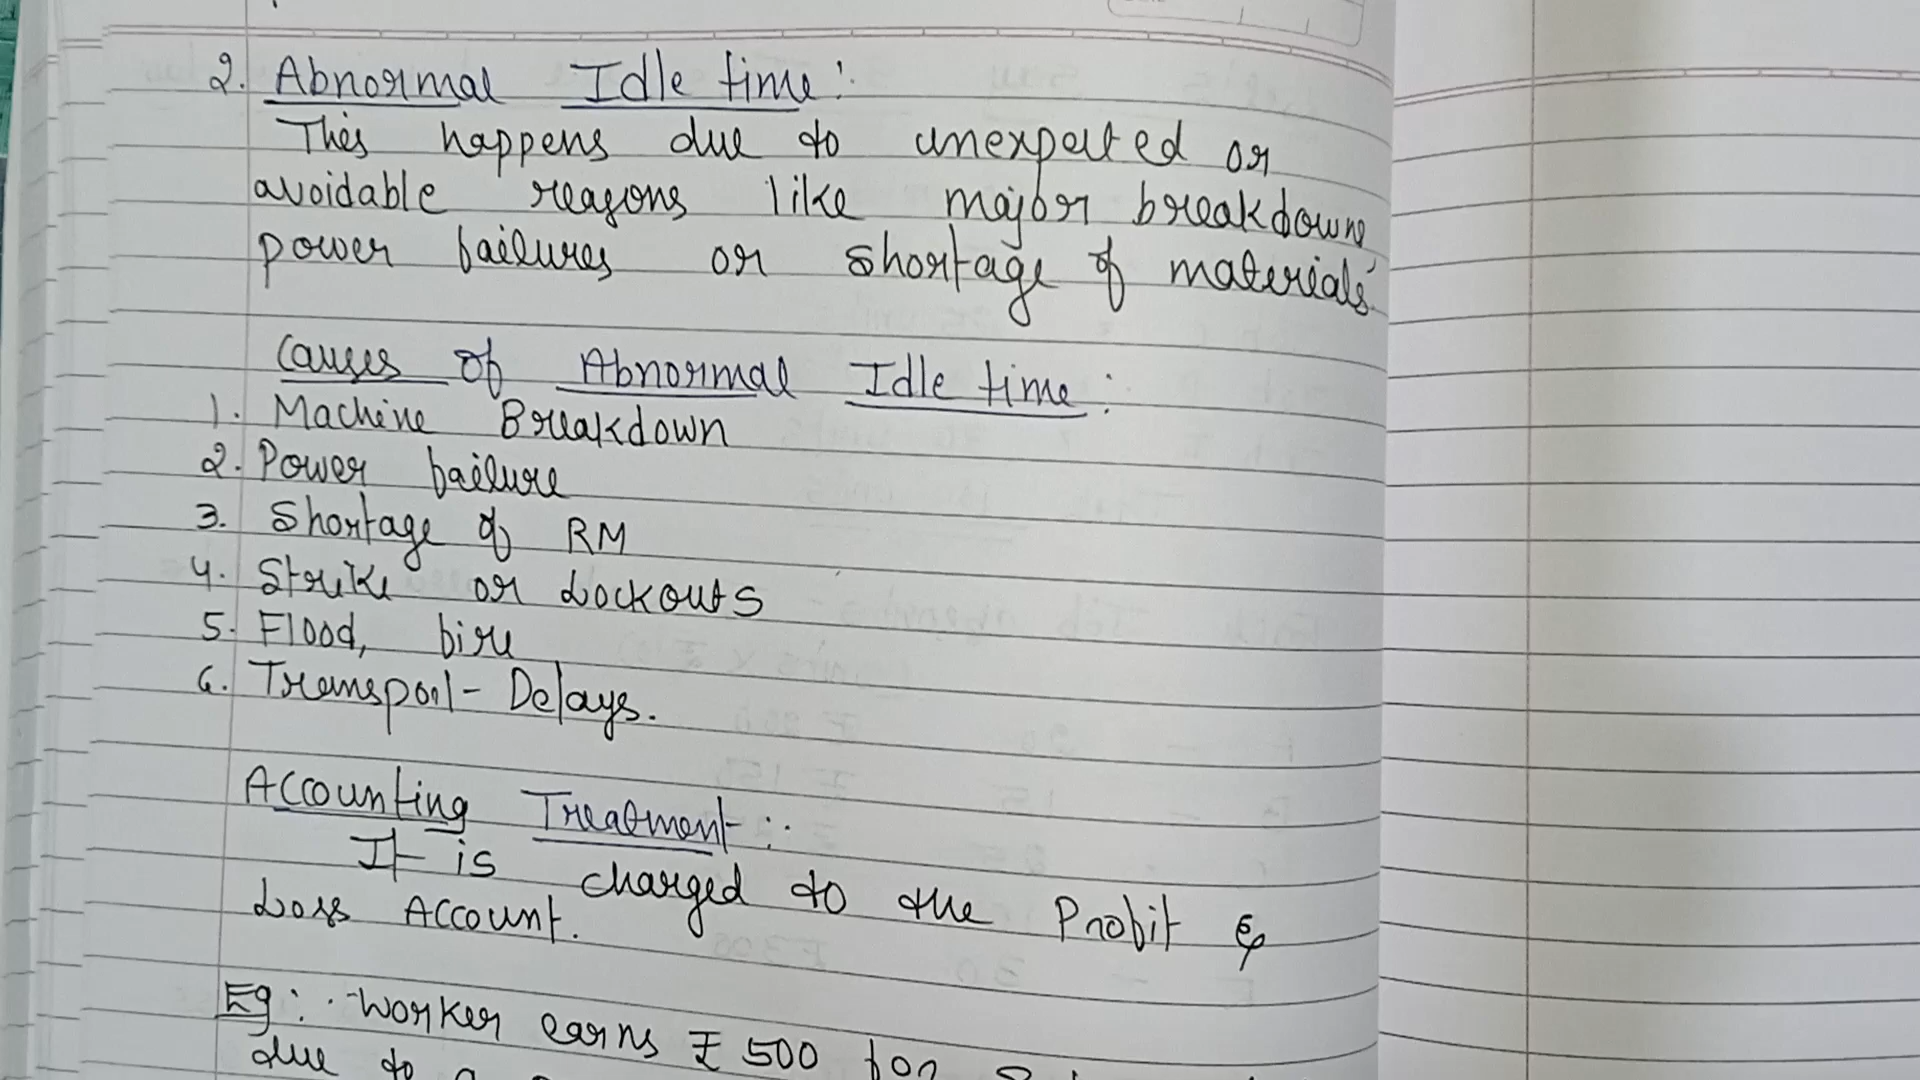 2. Abnormal Idle time:
This happens due to unexpected or
avoidable reasons like major breakdowns
power failures or shortage of materials.
Causes of Abnormal Idle time:
1. Machine Breakdown
2. Power failure
3. Shortage of RM
4. Strike or Lockouts
5. Flood, fire
6. Transport-Delays.
Accounting Treatment:
It is charged to the Profit &
Loss Account.
Eg: Worker earns ₹ 500 for
due to a